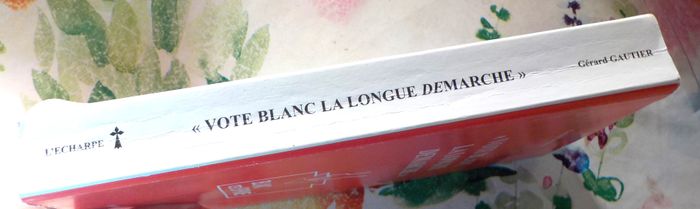 L'ECHARPE
« VOTE BLANC LA LONGUE DEMARCHE »
Gérard GAUTIER